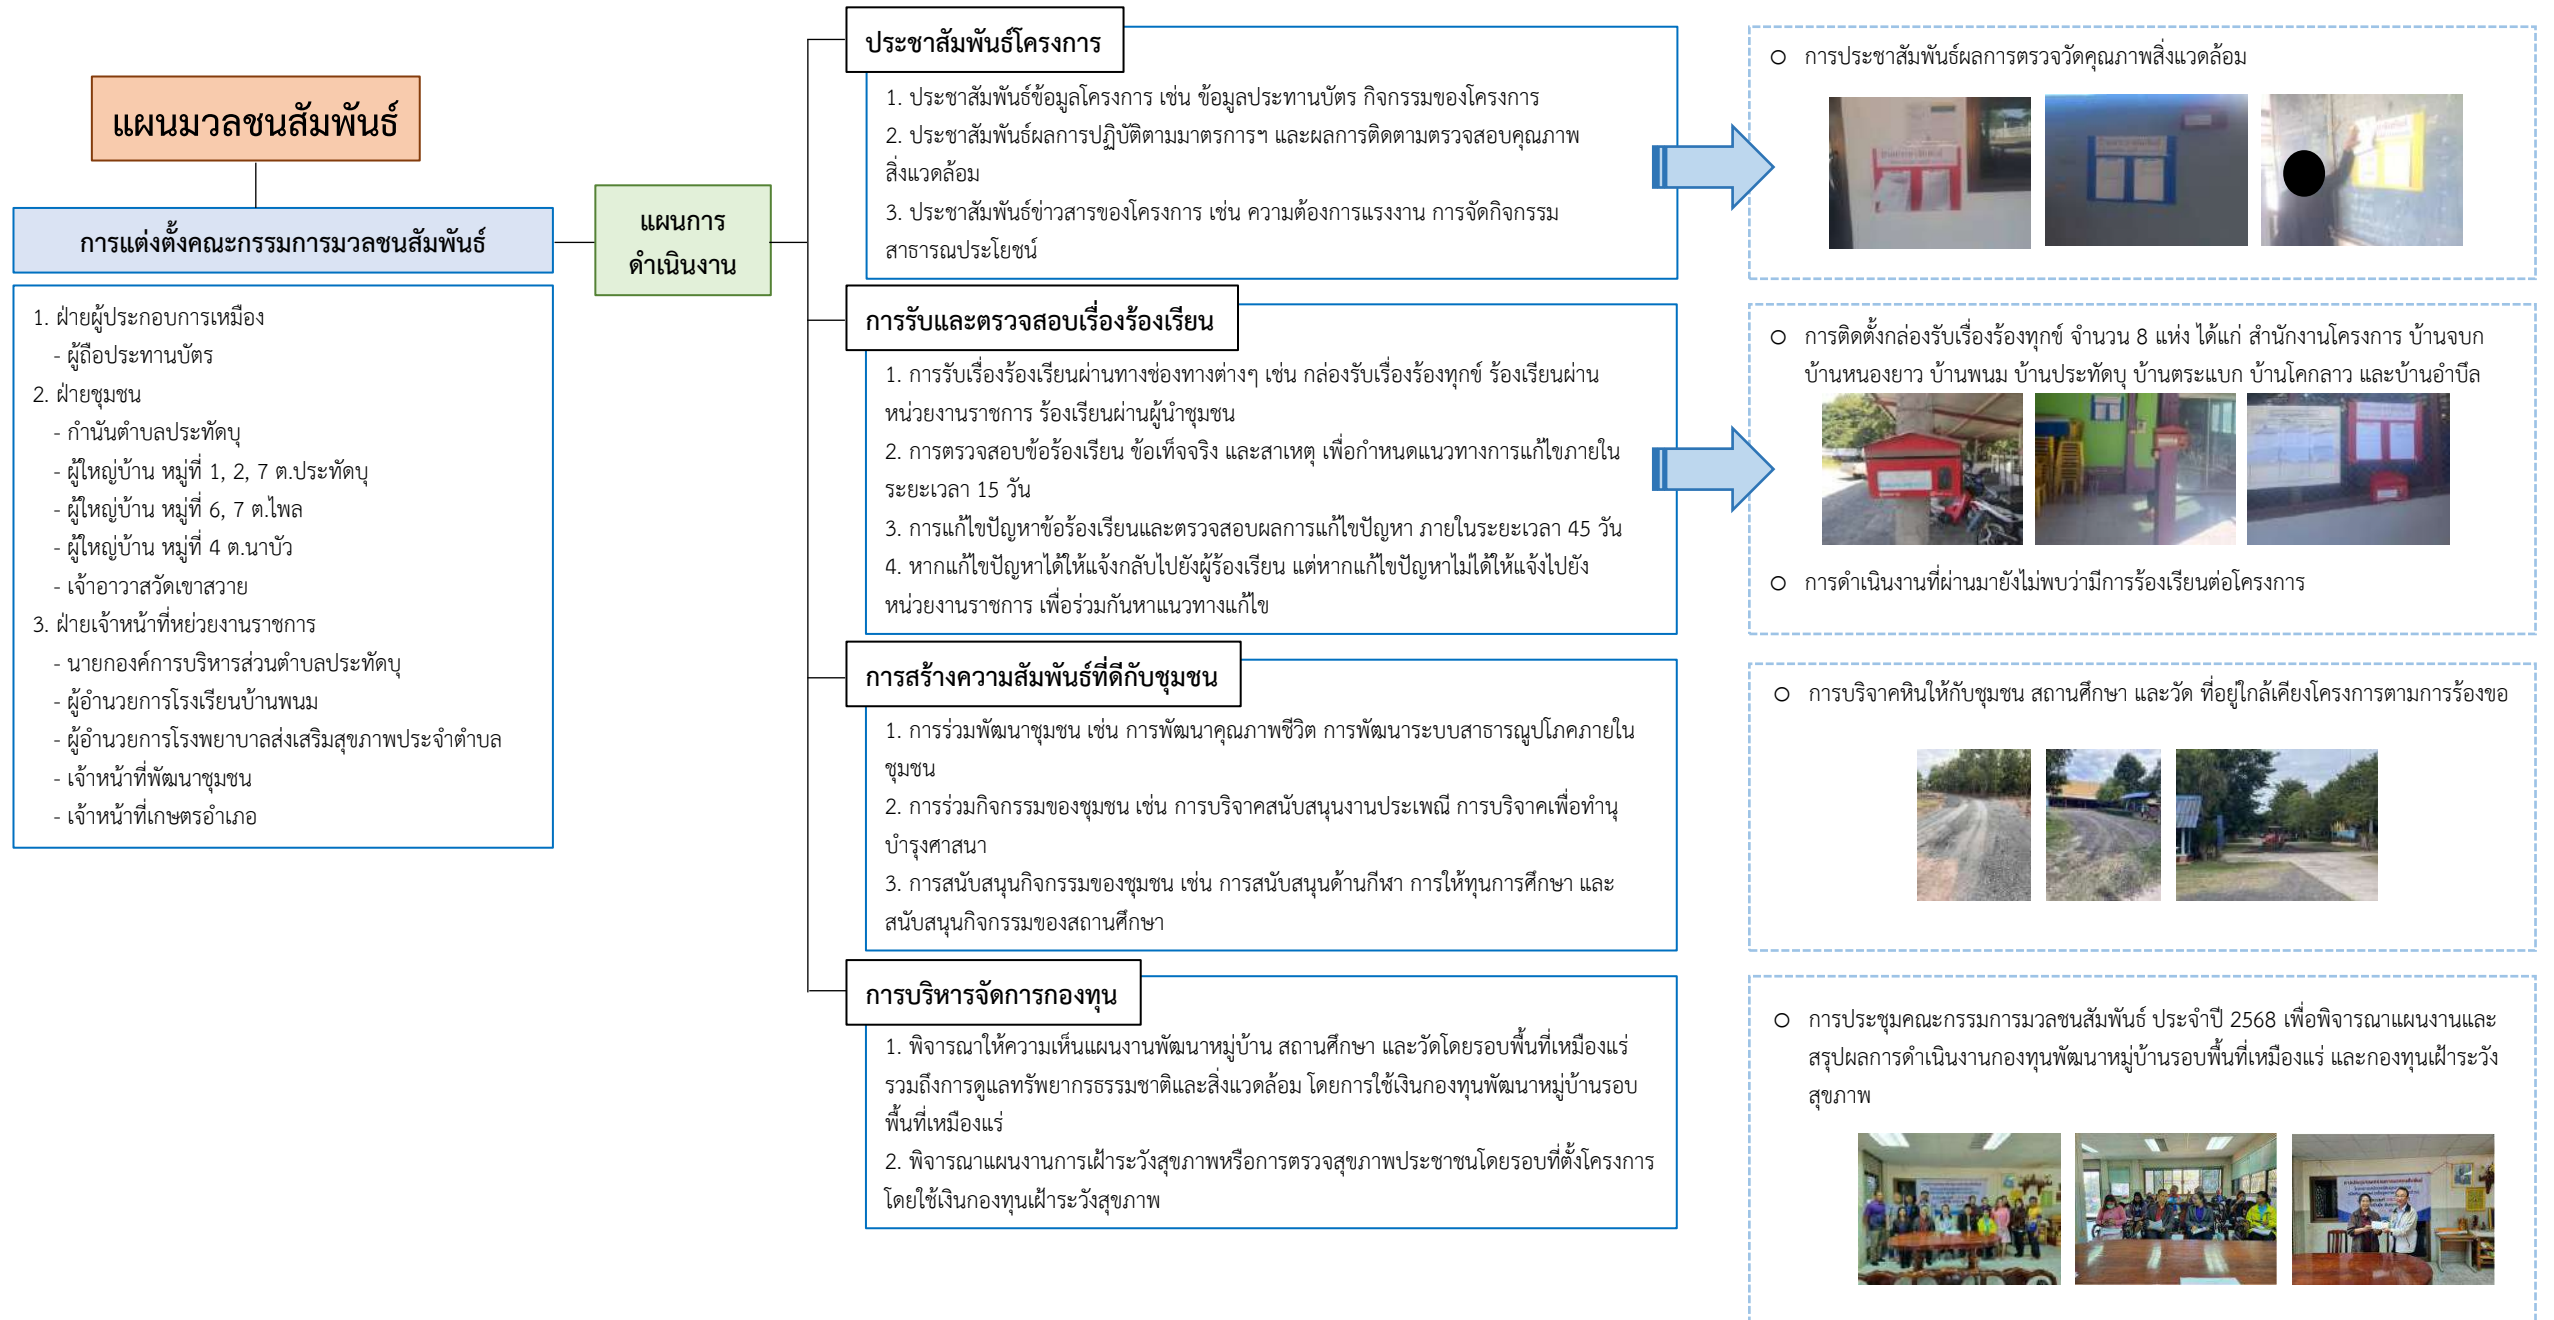 แผนมวลชนสัมพันธ์
การแต่งตั้งคณะกรรมการมวลชนสัมพันธ์
1. ฝ่ายผู้ประกอบการเหมือง
- ผู้ถือประทานบัตร
2. ฝ่ายชุมชน
- กำนันตำบลประทัดบุ
- ผู้ใหญ่บ้าน หมู่ที่ 1, 2, 7 ต.ประทัดบุ
- ผู้ใหญ่บ้าน หมู่ที่ 6, 7 ต.ไพล
- ผู้ใหญ่บ้าน หมู่ที่ 4 ต.นาบัว
- เจ้าอาวาสวัดเขาสวาย
3. ฝ่ายเจ้าหน้าที่หย่วยงานราชการ
- นายกองค์การบริหารส่วนตำบลประทัดบุ
- ผู้อำนวยการโรงเรียนบ้านพนม
- ผู้อำนวยการโรงพยาบาลส่งเสริมสุขภาพประจำตำบล
- เจ้าหน้าที่พัฒนาชุมชน
- เจ้าหน้าที่เกษตรอำเภอ
แผนการ
ดำเนินงาน
ประชาสัมพันธ์โครงการ
1. ประชาสัมพันธ์ข้อมูลโครงการ เช่น ข้อมูลประทานบัตร กิจกรรมของโครงการ
2. ประชาสัมพันธ์ผลการปฏิบัติตามมาตรการฯ และผลการติดตามตรวจสอบคุณภาพ
สิ่งแวดล้อม
3. ประชาสัมพันธ์ข่าวสารของโครงการ เช่น ความต้องการแรงงาน การจัดกิจกรรม
สาธารณประโยชน์
○ การประชาสัมพันธ์ผลการตรวจวัดคุณภาพสิ่งแวดล้อม
การรับและตรวจสอบเรื่องร้องเรียน
1. การรับเรื่องร้องเรียนผ่านทางช่องทางต่างๆ เช่น กล่องรับเรื่องร้องทุกข์ ร้องเรียนผ่าน
หน่วยงานราชการ ร้องเรียนผ่านผู้นำชุมชน
2. การตรวจสอบข้อร้องเรียน ข้อเท็จจริง และสาเหตุ เพื่อกำหนดแนวทางการแก้ไขภายใน
ระยะเวลา 15 วัน
3. การแก้ไขปัญหาข้อร้องเรียนและตรวจสอบผลการแก้ไขปัญหา ภายในระยะเวลา 45 วัน
4. หากแก้ไขปัญหาได้ให้แจ้งกลับไปยังผู้ร้องเรียน แต่หากแก้ไขปัญหาไม่ได้ให้แจ้งไปยัง
หน่วยงานราชการ เพื่อร่วมกันหาแนวทางแก้ไข
○ การติดตั้งกล่องรับเรื่องร้องทุกข์ จำนวน 8 แห่ง ได้แก่ สำนักงานโครงการ บ้านจบก
บ้านหนองยาว บ้านพนม บ้านประทัดบุ บ้านตระแบก บ้านโคกลาว และบ้านอำปึล
○ การดำเนินงานที่ผ่านมายังไม่พบว่ามีการร้องเรียนต่อโครงการ
การสร้างความสัมพันธ์ที่ดีกับชุมชน
1. การร่วมพัฒนาชุมชน เช่น การพัฒนาคุณภาพชีวิต การพัฒนาระบบสาธารณูปโภคภายใน
ชุมชน
2. การร่วมกิจกรรมของชุมชน เช่น การบริจาคสนับสนุนงานประเพณี การบริจาคเพื่อทำนุ
บำรุงศาสนา
3. การสนับสนุนกิจกรรมของชุมชน เช่น การสนับสนุนด้านกีฬา การให้ทุนการศึกษา และ
สนับสนุนกิจกรรมของสถานศึกษา
○ การบริจาคหินให้กับชุมชน สถานศึกษา และวัด ที่อยู่ใกล้เคียงโครงการตามการร้องขอ
การบริหารจัดการกองทุน
1. พิจารณาให้ความเห็นแผนงานพัฒนาหมู่บ้าน สถานศึกษา และวัดโดยรอบพื้นที่เหมืองแร่
รวมถึงการดูแลทรัพยากรธรรมชาติและสิ่งแวดล้อม โดยการใช้เงินกองทุนพัฒนาหมู่บ้านรอบ
พื้นที่เหมืองแร่
2. พิจารณาแผนงานการเฝ้าระวังสุขภาพหรือการตรวจสุขภาพประชาชนโดยรอบที่ตั้งโครงการ
โดยใช้เงินกองทุนเฝ้าระวังสุขภาพ
○ การประชุมคณะกรรมการมวลชนสัมพันธ์ ประจำปี 2568 เพื่อพิจารณาแผนงานและ
สรุปผลการดำเนินงานกองทุนพัฒนาหมู่บ้านรอบพื้นที่เหมืองแร่ และกองทุนเฝ้าระวัง
สุขภาพ